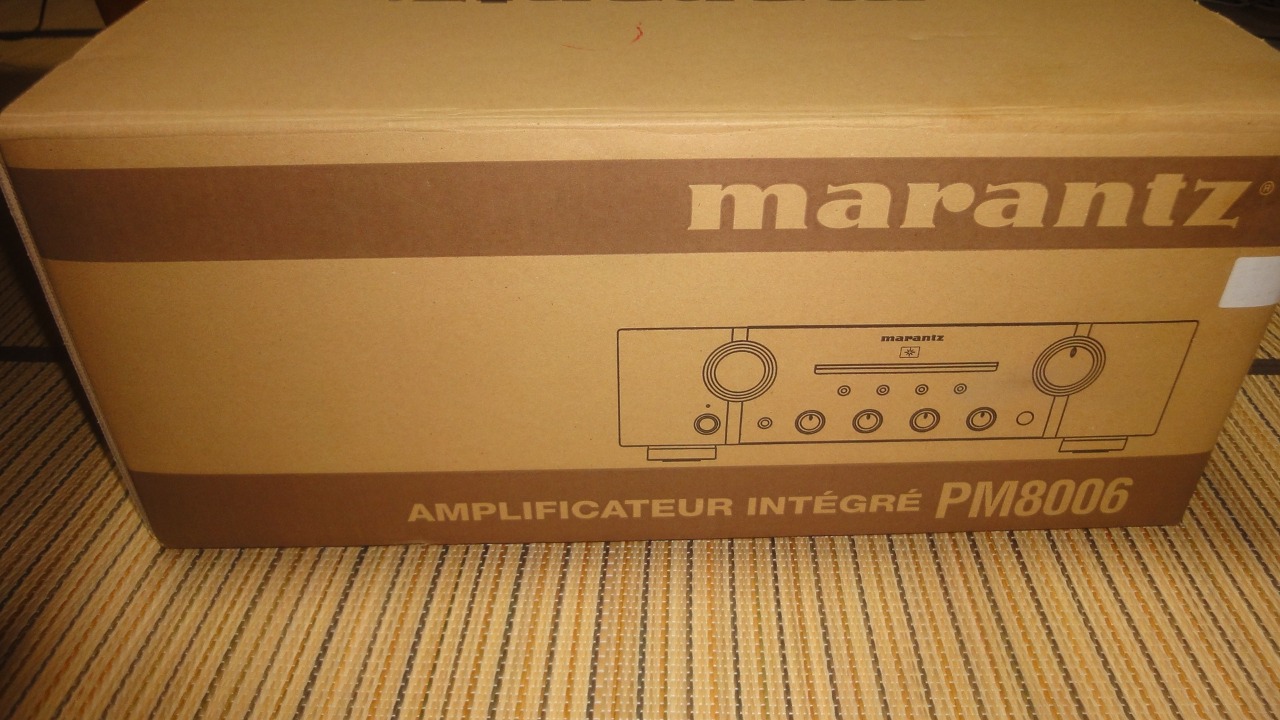 marantz®
marantz
AMPLIFICATEUR INTÉGRÉ PM8006